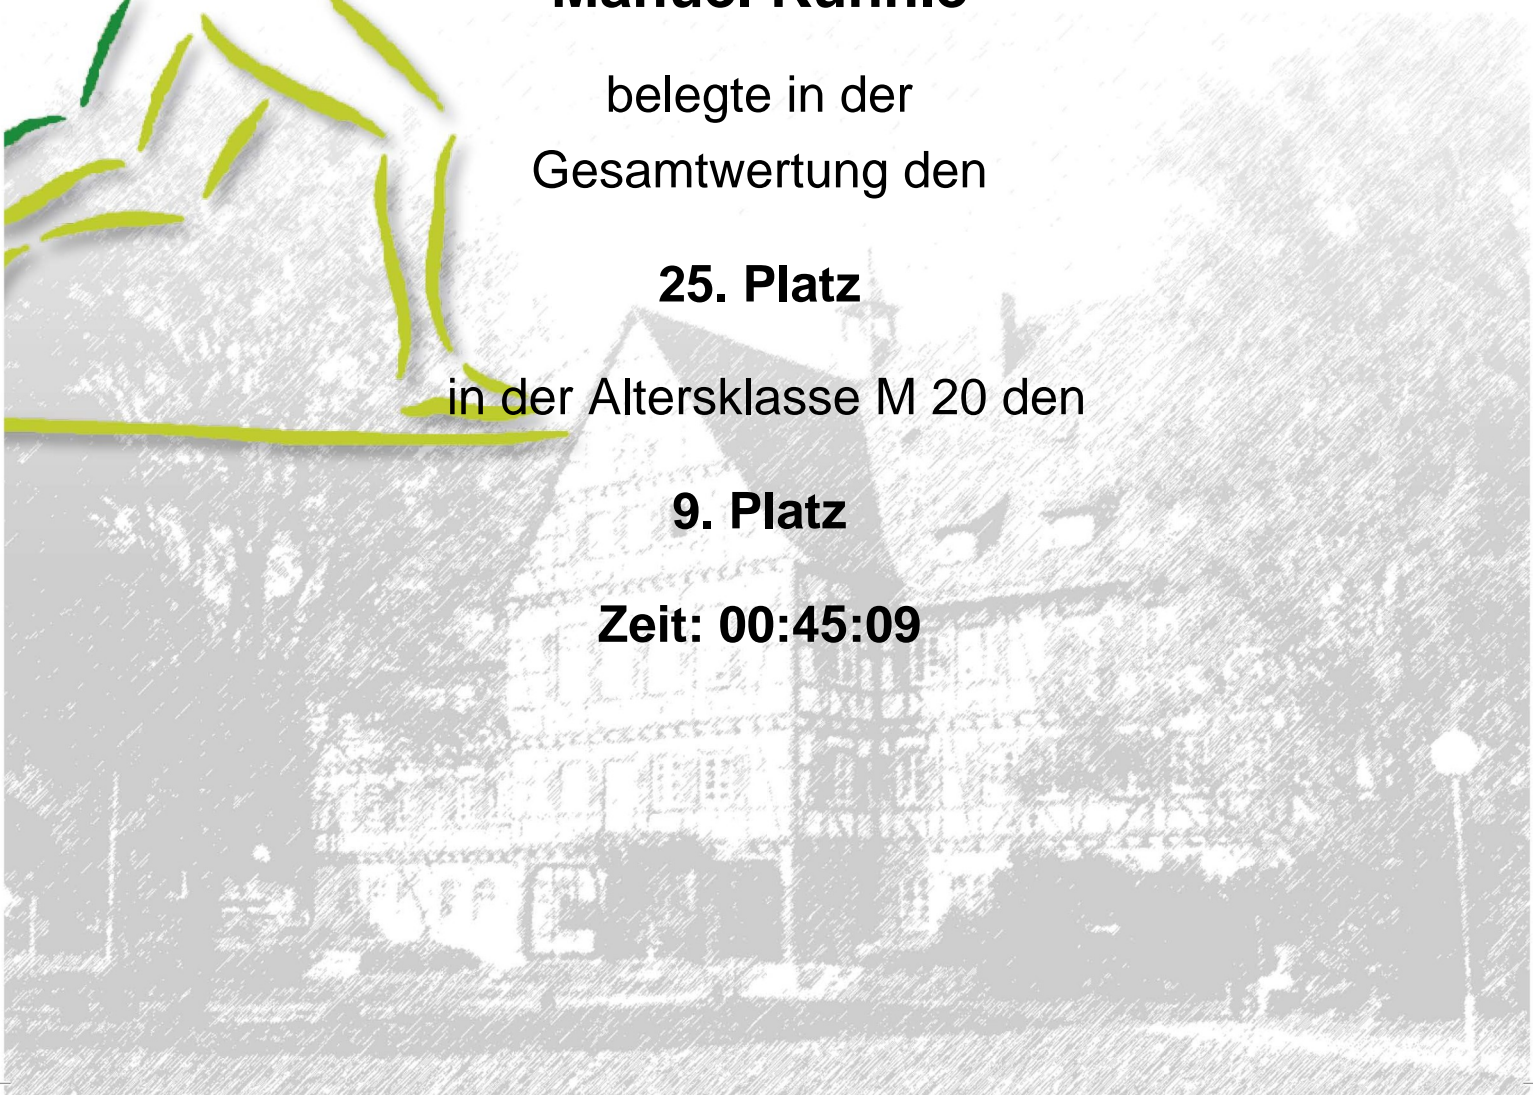 belegte in der
Gesamtwertung den
25. Platz
in der Altersklasse M 20 den
9. Platz
Zeit: 00:45:09